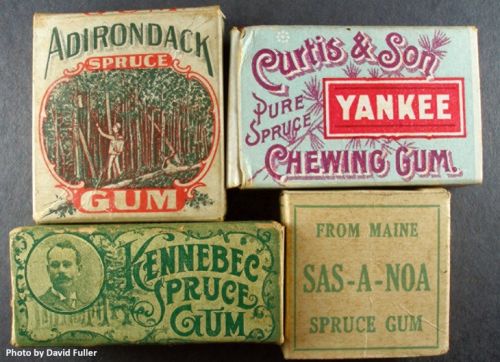 ADIRONDACK
SPRUCE
GUM
Curtis & Son
PURE
SPRUCE
YANKEE
CHEWING GUM.
KENNEBEC
SPRUCE
GUM
FROM MAINE
SAS-A-NOA
SPRUCE GUM
Photo by David Fuller